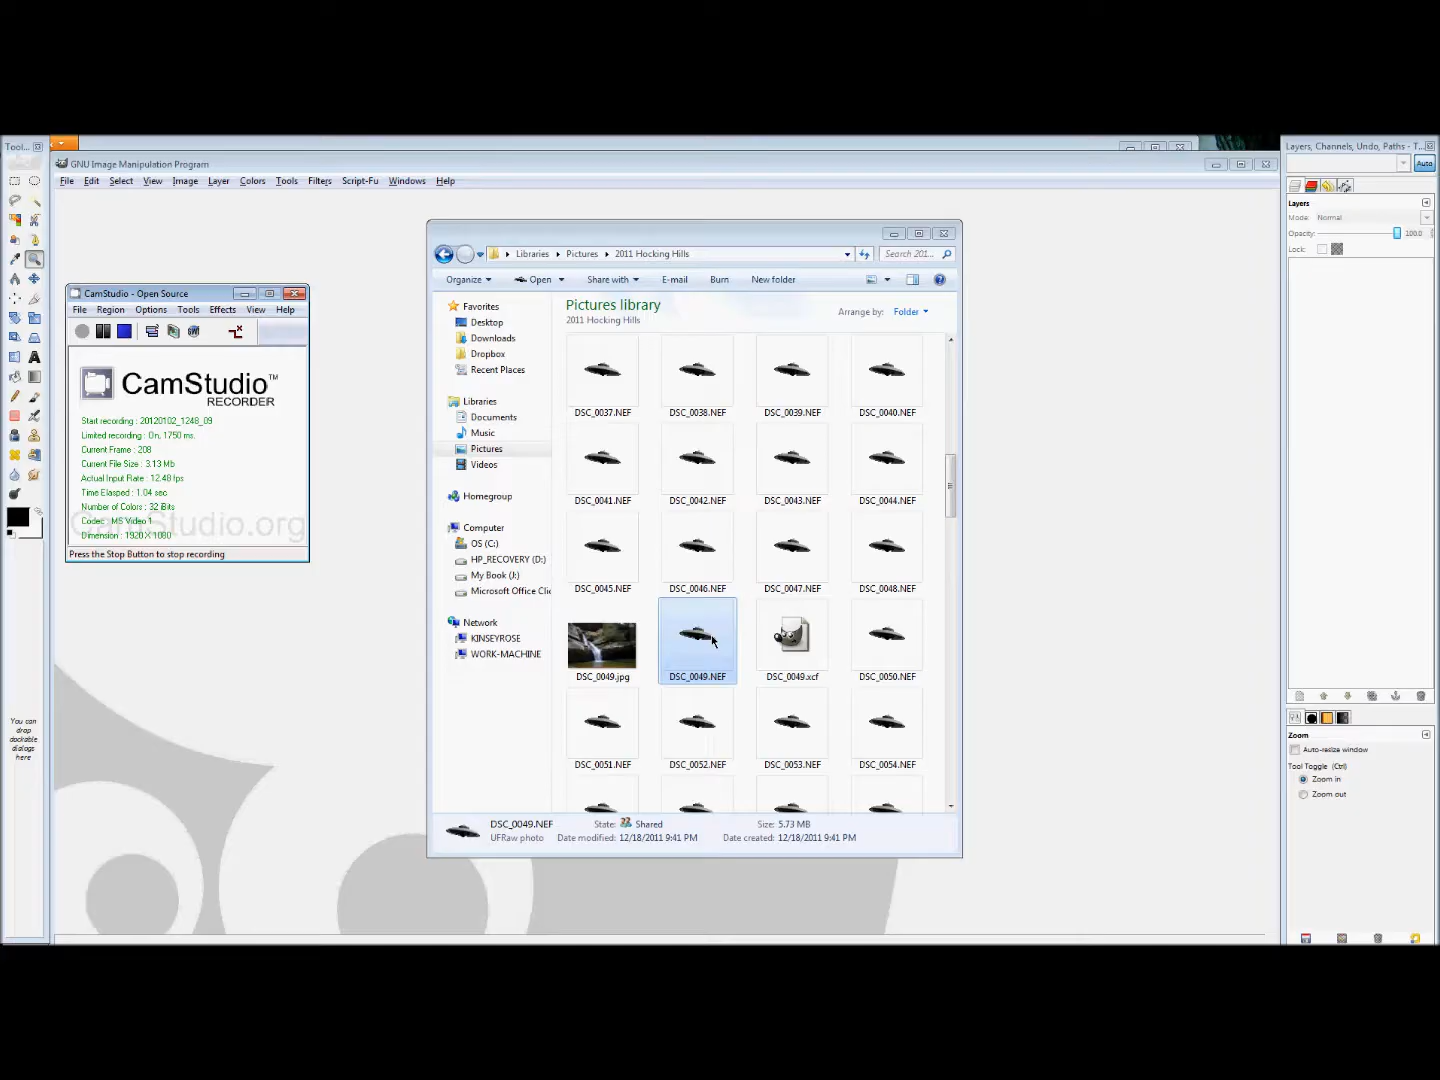 Tool...
GNU Image Manipulation Program
File Edit Select View Image Layer Colors Tools Filters Script-Fu Windows Help
CamStudio - Open Source
File Region Options Tools Effects View Help
CamStudio™
RECORDER
Start recording : 20120102_1248_09
Limited recording : On, 1750 ms.
Current Frame : 208
Current File Size : 3.13 Mb
Actual Input Rate : 12.48 fps
Time Elasped : 1.04 sec
Number of Colors : 32 Bits
CamStudio.org
Codec : MS Video 1
Dimension : 1920 X 1080
Press the Stop Button to stop recording
You can
drop
dockable
dialogs
here
Libraries Pictures 2011 Hocking Hills
Search 201...
Organize Open Share with E-mail Burn New folder
Favorites
Desktop
Downloads
Dropbox
Recent Places
Libraries
Documents
Music
Pictures
Videos
Homegroup
Computer
OS (C:)
HP_RECOVERY (D:)
My Book (J:)
Microsoft Office Clic
Network
KINSEYROSE
WORK-MACHINE
Pictures library
2011 Hocking Hills
Arrange by: Folder
DSC_0037.NEF DSC_0038.NEF DSC_0039.NEF DSC_0040.NEF
DSC_0041.NEF DSC_0042.NEF DSC_0043.NEF DSC_0044.NEF
DSC_0045.NEF DSC_0046.NEF DSC_0047.NEF DSC_0048.NEF
DSC_0049.jpg DSC_0049.NEF DSC_0049.xcf DSC_0050.NEF
DSC_0051.NEF DSC_0052.NEF DSC_0053.NEF DSC_0054.NEF
DSC_0049.NEF State: Shared Size: 5.73 MB
UFRaw photo Date modified: 12/18/2011 9:41 PM Date created: 12/18/2011 9:41 PM
Layers, Channels, Undo, Paths - T...
Auto
Layers
Mode: Normal
Opacity: 100.0
Lock:
Zoom
Auto-resize window
Tool Toggle (Ctrl)
Zoom in
Zoom out